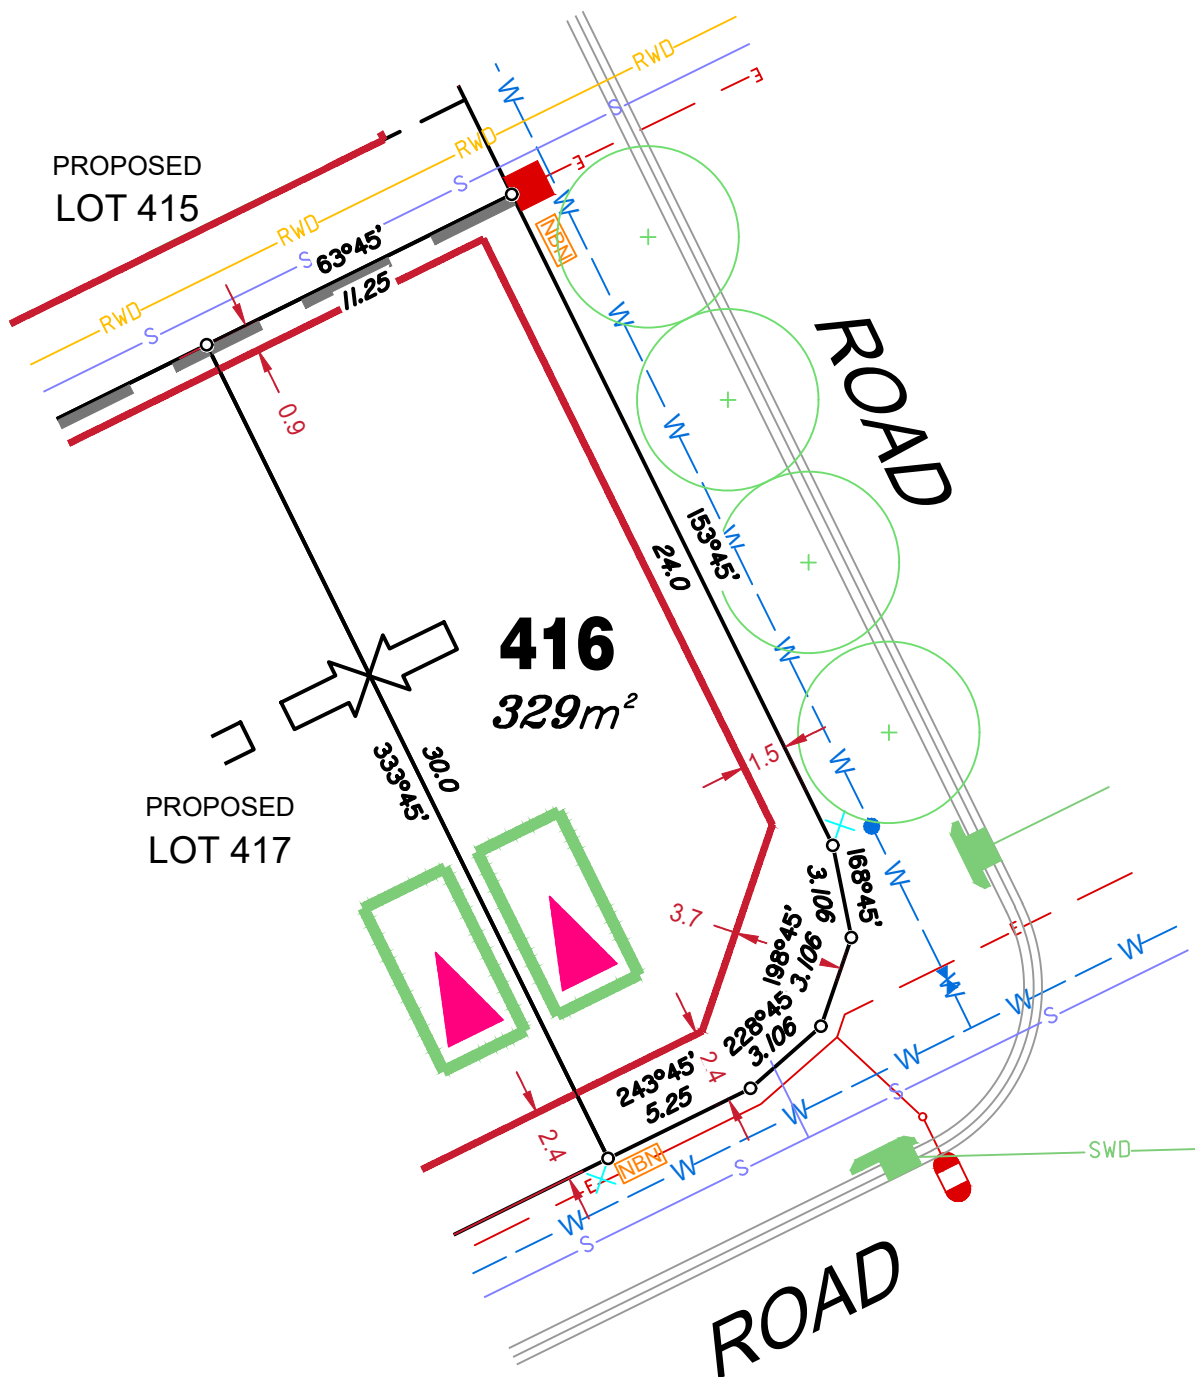 RWD
W
S
E
RWD
E
PROPOSED
LOT 415
S
W
RWD
NBN
S
63°45'
11.25
RWD
S
W
0.9
ROAD
W
153°45'
W
24.0
416
329m²
W
333°45'
30.0
1.5
W
PROPOSED
LOT 417
168°45'
3.106
W
3.7
198°45'
3.106
E
W
W
W
S
228°45'
3.106
W
2.4
243°45'
5.25
S
W
2.4
SWD
NBN
W
S
E
W
S
ROAD
ROAD